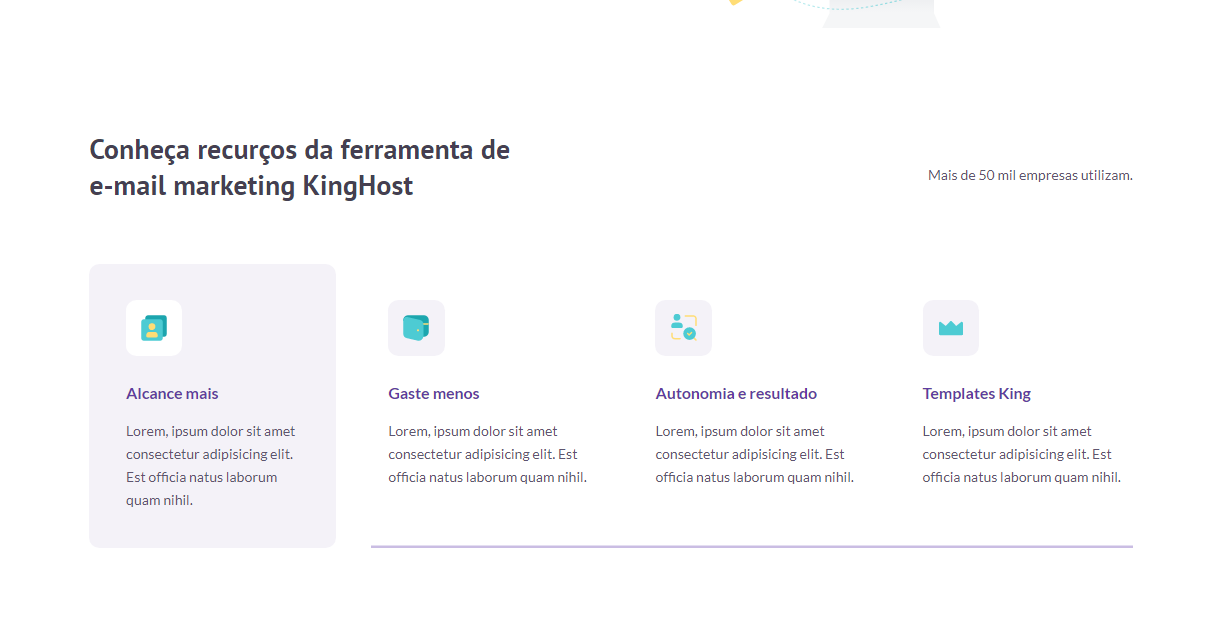 Conheça recurços da ferramenta de
e-mail marketing KingHost
Mais de 50 mil empresas utilizam.
Alcance mais
Lorem, ipsum dolor sit amet
consectetur adipisicing elit.
Est officia natus laborum
quam nihil.
Gaste menos
Lorem, ipsum dolor sit amet
consectetur adipisicing elit. Est
officia natus laborum quam nihil.
Autonomia e resultado
Lorem, ipsum dolor sit amet
consectetur adipisicing elit. Est
officia natus laborum quam nihil.
Templates King
Lorem, ipsum dolor sit amet
consectetur adipisicing elit. Est
officia natus laborum quam nihil.